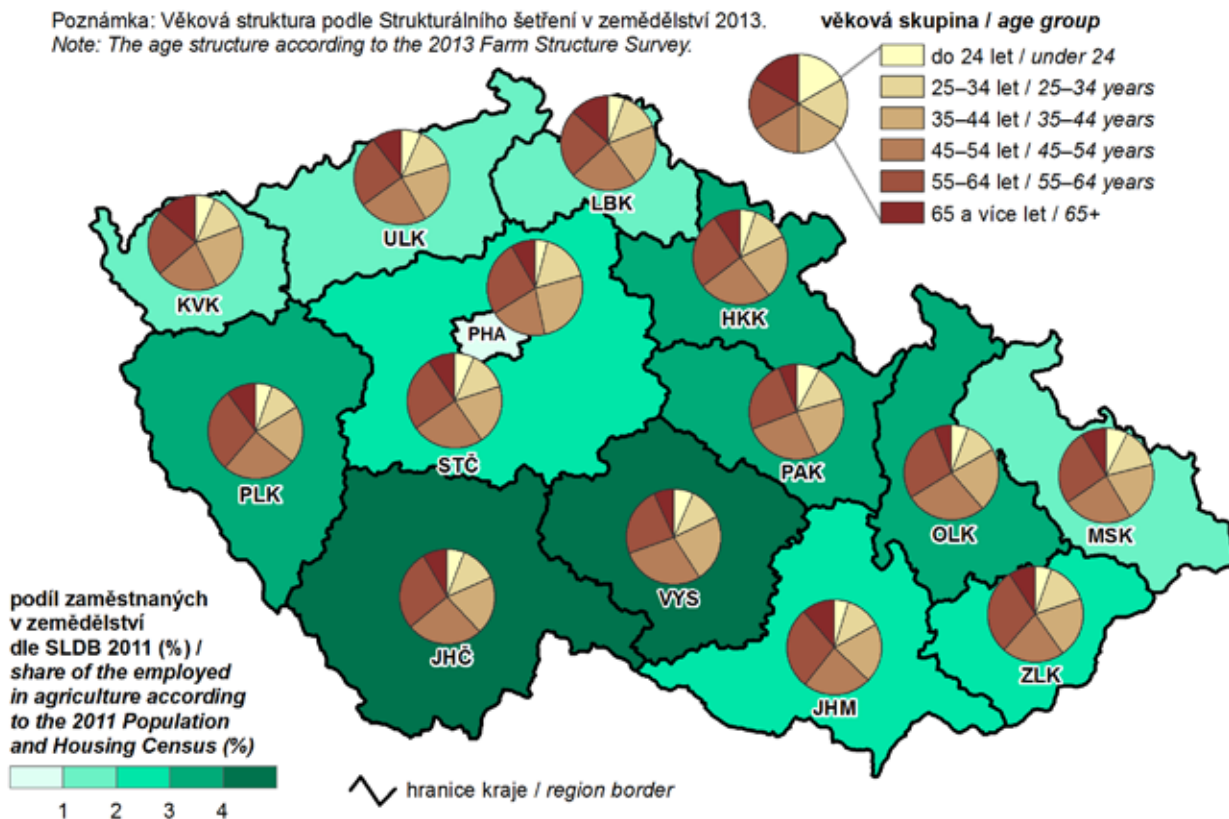 Poznámka: Věková struktura podle Strukturálního šetření v zemědělství 2013.
Note: The age structure according to the 2013 Farm Structure Survey.
věková skupina / age group
do 24 let / under 24
25–34 let / 25–34 years
35–44 let / 35–44 years
45–54 let / 45–54 years
55–64 let / 55–64 years
65 a více let / 65+
LBK
ULK
KVK
HKK
PHA
STČ
PLK
PAK
OLK
MSK
VYS
JHČ
ZLK
JHM
podíl zaměstnaných
v zemědělství
dle SLDB 2011 (%) /
share of the employed
in agriculture according
to the 2011 Population
and Housing Census (%)
1 2 3 4
hranice kraje / region border